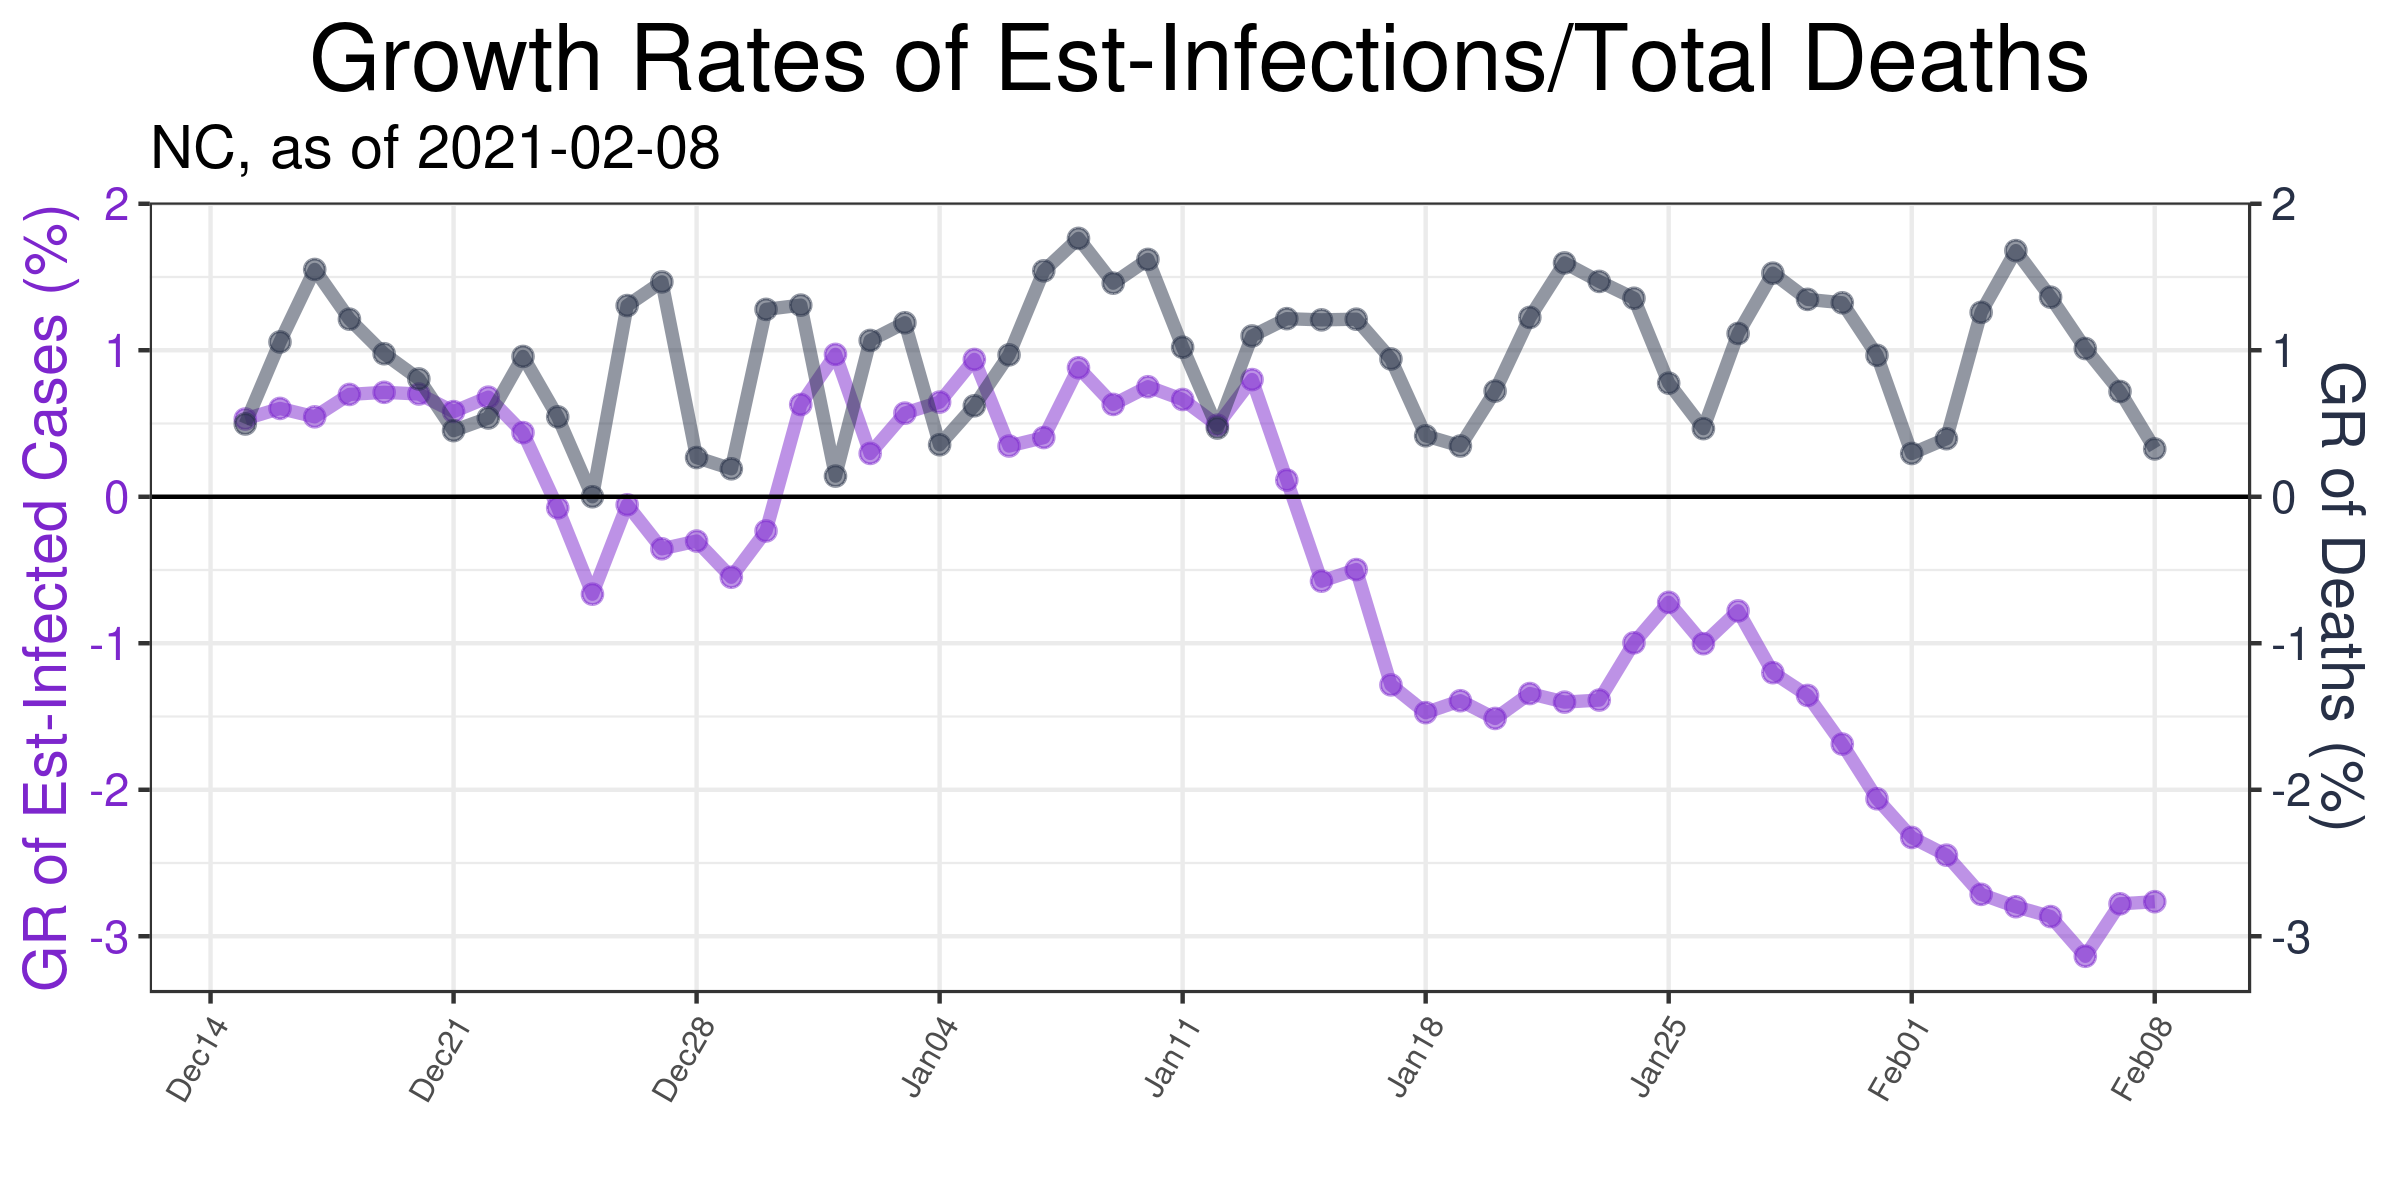 Growth Rates of Est-Infections/Total Deaths
NC, as of 2021-02-08
GR of Est-Infected Cases (%)
2
1
0
-1
-2
-3
2
1
0
-1
-2
-3
GR of Deaths (%)
Dec14
Dec21
Dec28
Jan04
Jan11
Jan18
Jan25
Feb01
Feb08